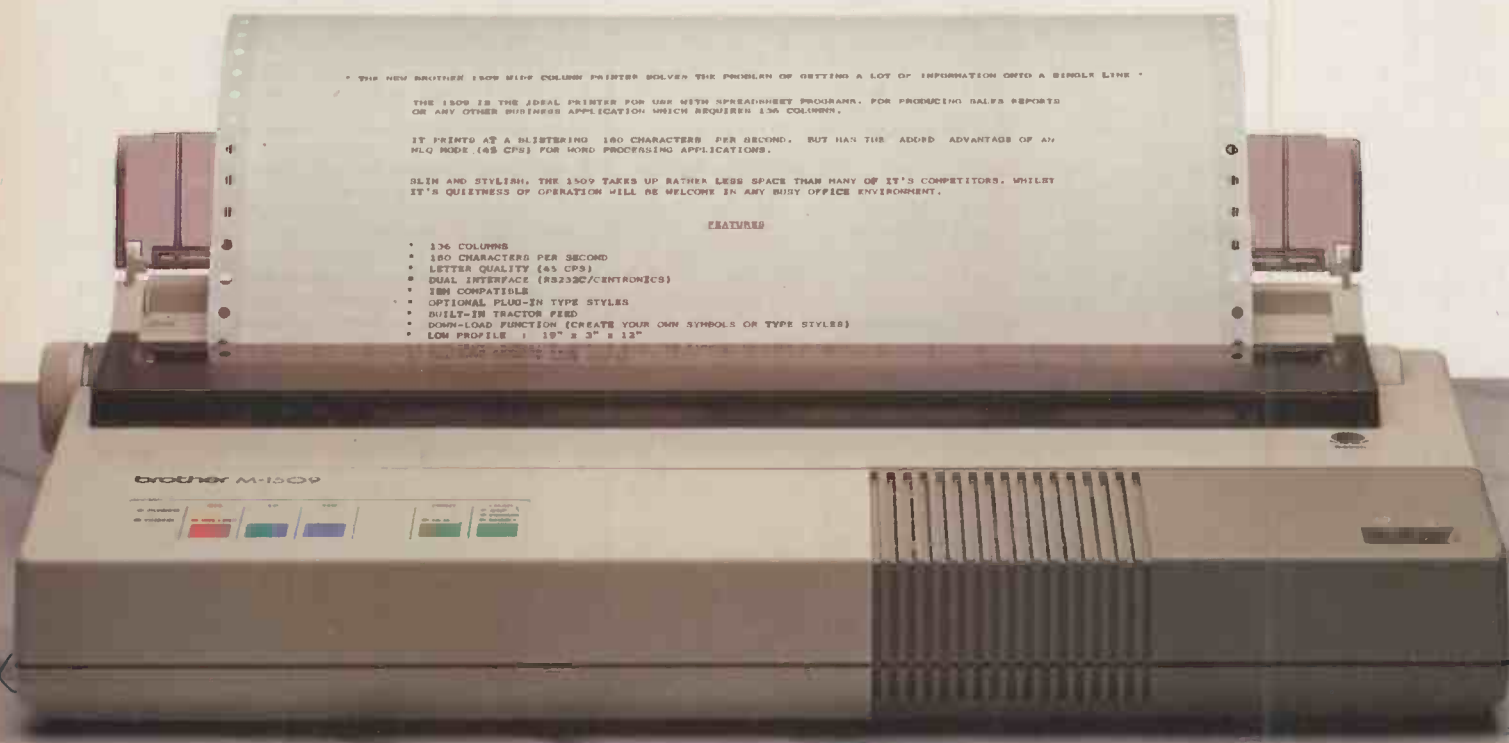 * THE NEW BROTHER 1509 WIDE COLUMN PRINTER SOLVES THE PROBLEM OF GETTING A LOT OF INFORMATION ONTO A SINGLE LINE *
THE 1509 IS THE IDEAL PRINTER FOR USE WITH SPREADSHEET PROGRAMS, FOR PRODUCING SALES REPORTS
OR ANY OTHER BUSINESS APPLICATION WHICH REQUIRES 136 COLUMNS.
IT PRINTS AT A BLISTERING 180 CHARACTERS PER SECOND, BUT HAS THE ADDED ADVANTAGE OF AN
NLQ MODE (45 CPS) FOR WORD PROCESSING APPLICATIONS.
SLIM AND STYLISH, THE 1509 TAKES UP RATHER LESS SPACE THAN MANY OF IT'S COMPETITORS, WHILST
IT'S QUIETNESS OF OPERATION WILL BE WELCOME IN ANY BUSY OFFICE ENVIRONMENT.
FEATURES
* 136 COLUMNS
* 180 CHARACTERS PER SECOND
* LETTER QUALITY (45 CPS)
* DUAL INTERFACE (RS232C/CENTRONICS)
* IBM COMPATIBLE
* OPTIONAL PLUG-IN TYPE STYLES
* BUILT-IN TRACTOR FEED
* DOWN-LOAD FUNCTION (CREATE YOUR OWN SYMBOLS OR TYPE STYLES)
* LOW PROFILE : 19" x 3" x 12"
brother M-1509